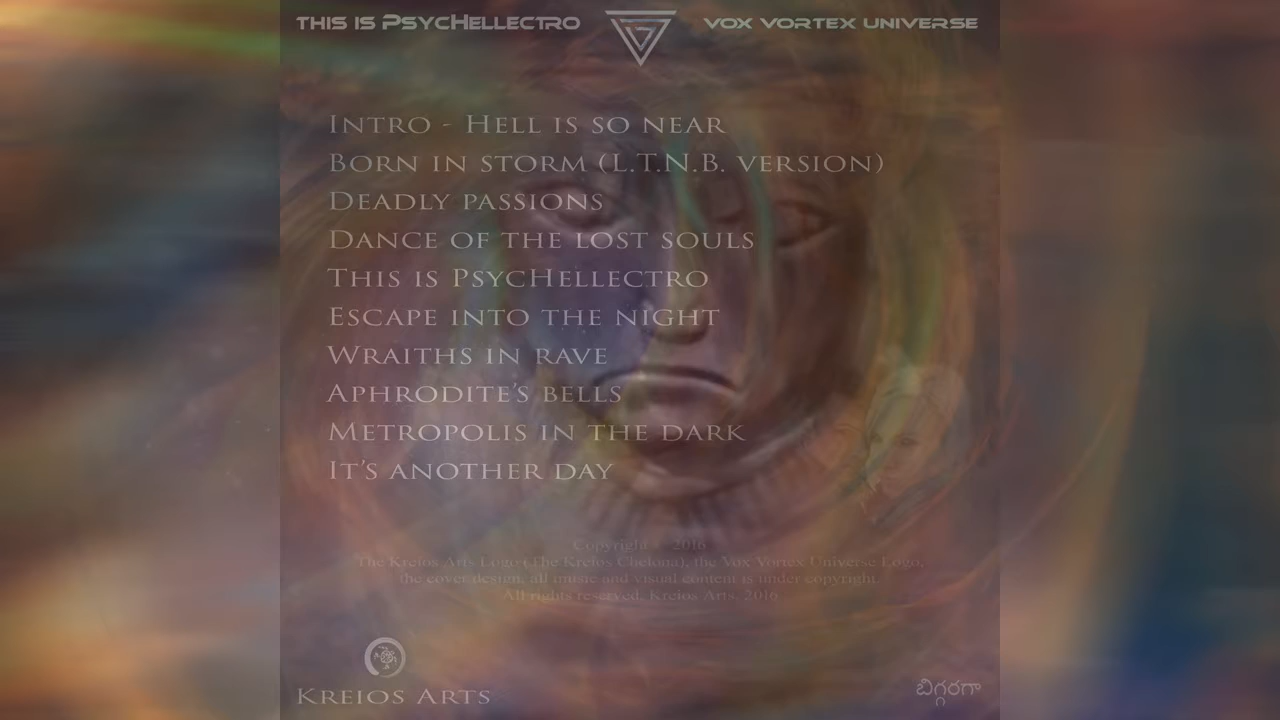 THIS IS PSYCHELLECTRO VOX VORTEX UNIVERSE
INTRO - HELL IS SO NEAR
BORN IN STORM (L.T.N.B. VERSION)
DEADLY PASSIONS
DANCE OF THE LOST SOULS
THIS IS PSYCHELLECTRO
ESCAPE INTO THE NIGHT
WRAITHS IN RAVE
APHRODITE’S BELLS
METROPOLIS IN THE DARK
IT’S ANOTHER DAY
Copyright © 2016
The Kreios Arts Logo (The Kreios Chelona), the Vox Vortex Universe Logo,
the cover design, all music and visual content is under copyright.
All rights reserved, Kreios Arts, 2016
KREIOS ARTS
బిగ్గరగా